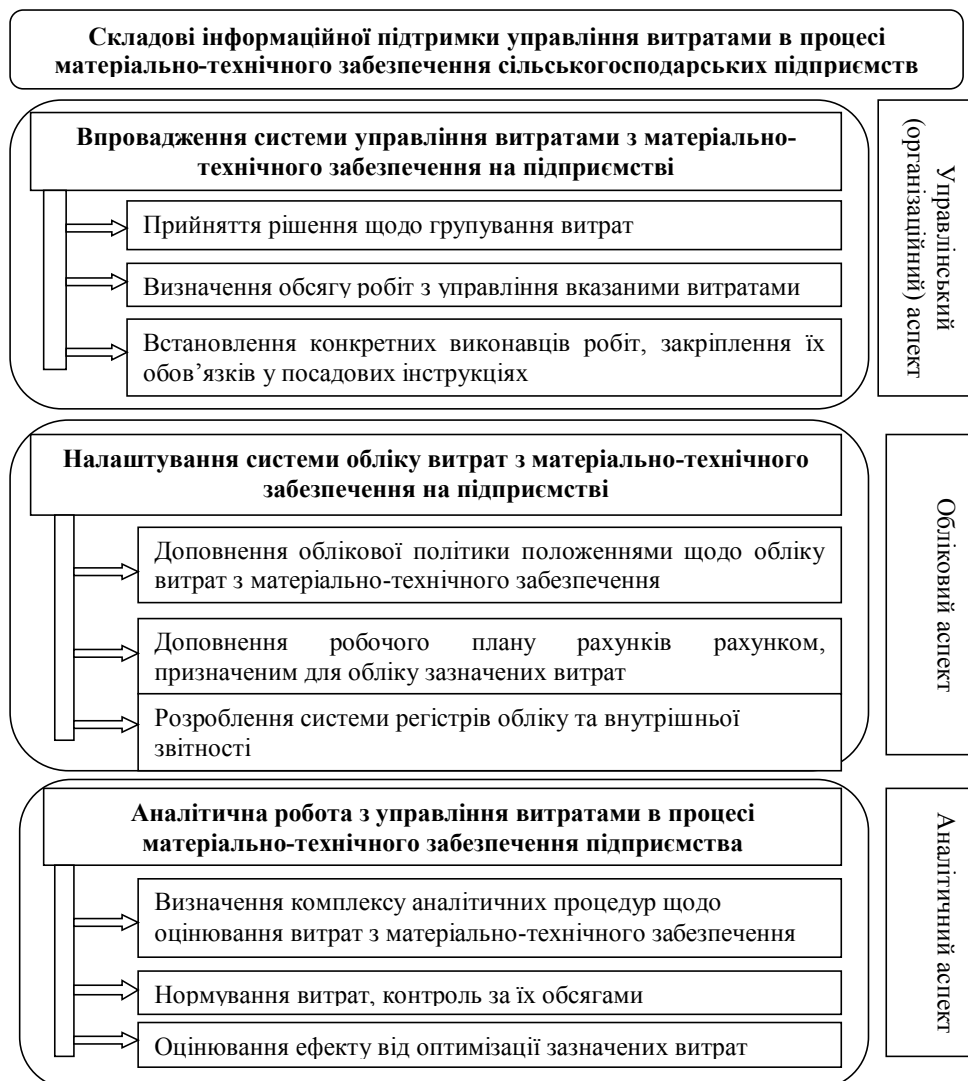 Складові інформаційної підтримки управління витратами в процесі
матеріально-технічного забезпечення сільськогосподарських підприємств
Впровадження системи управління витратами з матеріально-
технічного забезпечення на підприємстві
Прийняття рішення щодо групування витрат
Визначення обсягу робіт з управління вказаними витратами
Встановлення конкретних виконавців робіт, закріплення їх
обов’язків у посадових інструкціях
Управлінський
(організаційний) аспект
Налаштування системи обліку витрат з матеріально-технічного
забезпечення на підприємстві
Доповнення облікової політики положеннями щодо обліку
витрат з матеріально-технічного забезпечення
Доповнення робочого плану рахунків рахунком,
призначеним для обліку зазначених витрат
Розроблення системи регістрів обліку та внутрішньої
звітності
Обліковий аспект
Аналітична робота з управління витратами в процесі
матеріально-технічного забезпечення підприємства
Визначення комплексу аналітичних процедур щодо
оцінювання витрат з матеріально-технічного забезпечення
Нормування витрат, контроль за їх обсягами
Оцінювання ефекту від оптимізації зазначених витрат
Аналітичний аспект